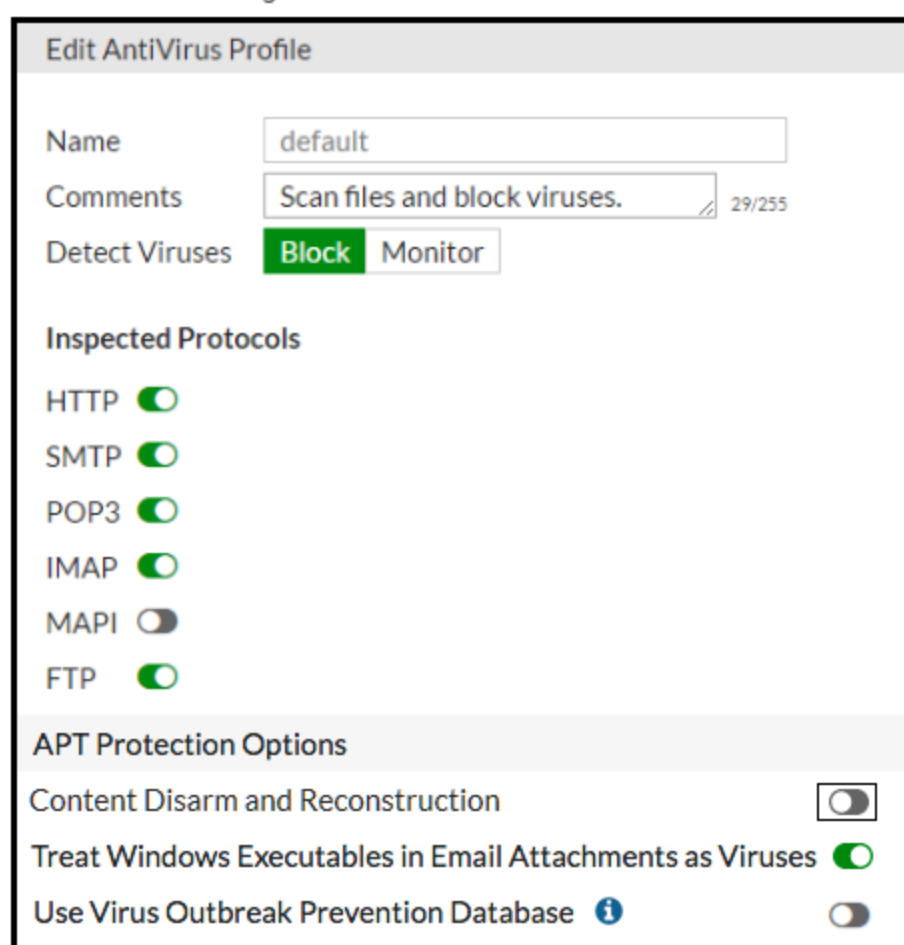 Edit AntiVirus Profile
Name default
Comments Scan files and block viruses. 29/255
Detect Viruses Block Monitor
Inspected Protocols
HTTP
SMTP
POP3
IMAP
MAPI
FTP
APT Protection Options
Content Disarm and Reconstruction
Treat Windows Executables in Email Attachments as Viruses
Use Virus Outbreak Prevention Database i